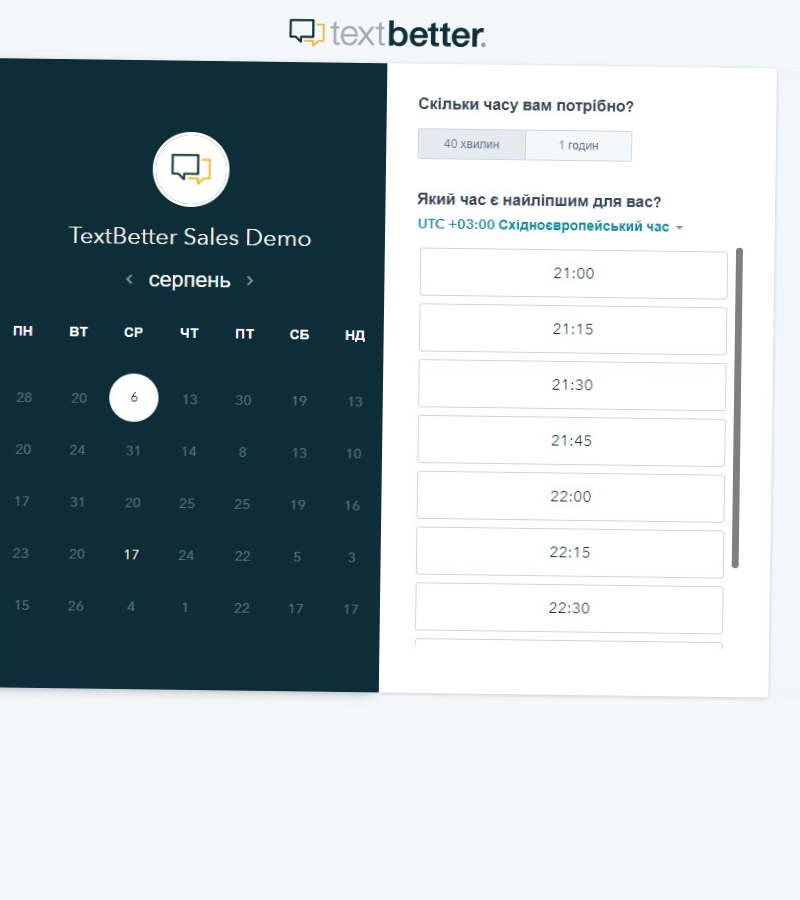 textbetter.
TextBetter Sales Demo
серпень
ПН ВТ СР ЧТ ПТ СБ НД
28 20 6 13 30 19 13
20 24 31 14 8 13 10
17 31 20 25 25 19 16
23 20 17 24 22 5 3
15 26 4 1 22 17 17
Скільки часу вам потрібно?
40 хвилин 1 годин
Який час є найліпшим для вас?
UTC +03:00 Східноєвропейський час
21:00
21:15
21:30
21:45
22:00
22:15
22:30